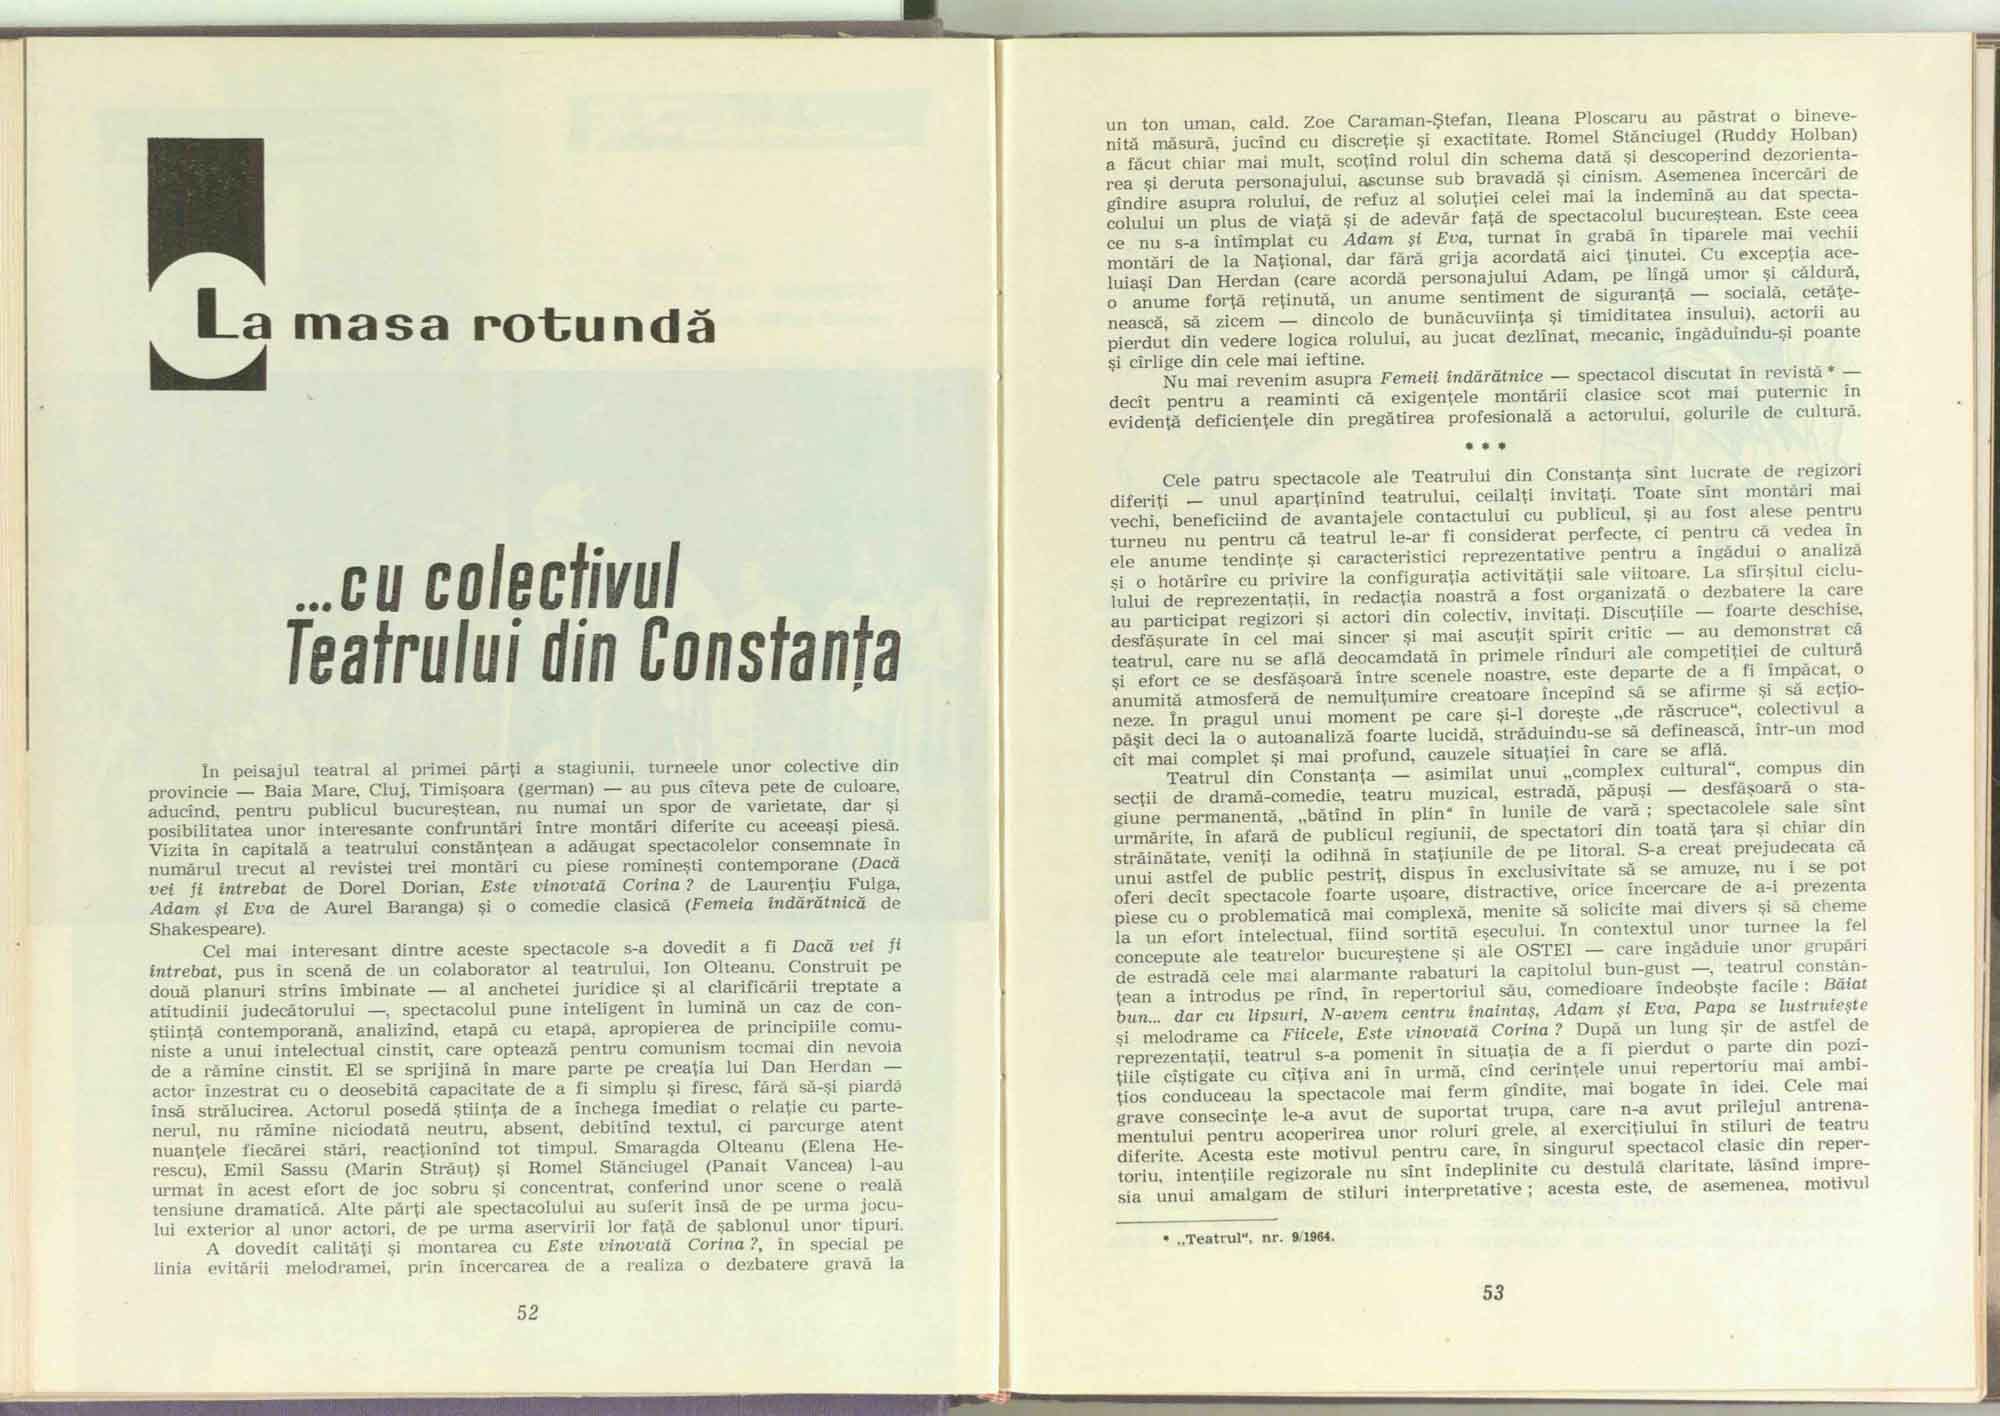 La masa rotundă
...cu colectivul
Teatrului din Constanța
În peisajul teatral al primei părți a stagiunii, turneele unor colective din
provincie — Baia Mare, Cluj, Timișoara (german) — au pus cîteva pete de culoare,
aducînd, pentru publicul bucureștean, nu numai un spor de varietate, dar și
posibilitatea unor interesante confruntări între montări diferite cu aceeași piesă.
Vizita în capitală a teatrului constănțean a adăugat spectacolelor consemnate în
numărul trecut al revistei trei montări cu piese romînești contemporane (Dacă
vei fi întrebat de Dorel Dorian, Este vinovată Corina ? de Laurențiu Fulga,
Adam și Eva de Aurel Baranga) și o comedie clasică (Femeia îndărătnică de
Shakespeare).
Cel mai interesant dintre aceste spectacole s-a dovedit a fi Dacă vei fi
întrebat, pus în scenă de un colaborator al teatrului, Ion Olteanu. Construit pe
două planuri strîns îmbinate — al anchetei juridice și al clarificării treptate a
atitudinii judecătorului —, spectacolul pune inteligent în lumină un caz de con-
știință contemporană, analizînd, etapă cu etapă, apropierea de principiile comu-
niste a unui intelectual cinstit, care optează pentru comunism tocmai din nevoia
de a rămîne cinstit. El se sprijină în mare parte pe creația lui Dan Herdan —
actor înzestrat cu o deosebită capacitate de a fi simplu și firesc, fără să-și piardă
însă strălucirea. Actorul posedă știința de a închega imediat o relație cu parte-
nerul, nu rămîne niciodată neutru, absent, debitînd textul, ci parcurge atent
nuanțele fiecărei stări, reacționînd tot timpul. Smaragda Olteanu (Elena He-
rescu), Emil Sassu (Marin Străuț) și Romel Stănciugel (Panait Vancea) l-au
urmat în acest efort de joc sobru și concentrat, conferind unor scene o reală
tensiune dramatică. Alte părți ale spectacolului au suferit însă de pe urma jocu-
lui exterior al unor actori, de pe urma aservirii lor față de șablonul unor tipuri.
A dovedit calități și montarea cu Este vinovată Corina ?, în special pe
linia evitării melodramei, prin încercarea de a realiza o dezbatere gravă la
52
un ton uman, cald. Zoe Caraman-Ștefan, Ileana Ploscaru au păstrat o bineve-
nită măsură, jucînd cu discreție și exactitate. Romel Stănciugel (Ruddy Holban)
a făcut chiar mai mult, scoțînd rolul din schema dată și descoperind dezorienta-
rea și deruta personajului, ascunse sub bravadă și cinism. Asemenea încercări de
gîndire asupra rolului, de refuz al soluției celei mai la îndemînă au dat specta-
colului un plus de viață și de adevăr față de spectacolul bucureștean. Este ceea
ce nu s-a întîmplat cu Adam și Eva, turnat în grabă în tiparele mai vechii
montări de la Național, dar fără grija acordată aici ținutei. Cu excepția ace-
luiași Dan Herdan (care acordă personajului Adam, pe lîngă umor și căldură,
o anume forță reținută, un anume sentiment de siguranță — socială, cetățe-
nească, să zicem — dincolo de bunăcuviința și timiditatea insului), actorii au
pierdut din vedere logica rolului, au jucat dezlînat, mecanic, îngăduindu-și poante
și cîrlige din cele mai ieftine.
Nu mai revenim asupra Femeii îndărătnice — spectacol discutat în revistă * —
decît pentru a reaminti că exigențele montării clasice scot mai puternic în
evidență deficiențele din pregătirea profesională a actorului, golurile de cultură.
* * *
Cele patru spectacole ale Teatrului din Constanța sînt lucrate de regizori
diferiți — unul aparținînd teatrului, ceilalți invitați. Toate sînt montări mai
vechi, beneficiind de avantajele contactului cu publicul, și au fost alese pentru
turneu nu pentru că teatrul le-ar fi considerat perfecte, ci pentru că vedea în
ele anume tendințe și caracteristici reprezentative pentru a îngădui o analiză
și o hotărîre cu privire la configurația activității sale viitoare. La sfîrșitul ciclu-
lului de reprezentații, în redacția noastră a fost organizată o dezbatere la care
au participat regizori și actori din colectiv, invitați. Discuțiile — foarte deschise,
desfășurate în cel mai sincer și mai ascuțit spirit critic — au demonstrat că
teatrul, care nu se află deocamdată în primele rînduri ale competiției de cultură
și efort ce se desfășoară între scenele noastre, este departe de a fi împăcat, o
anumită atmosferă de nemulțumire creatoare începînd să se afirme și să acțio-
neze. În pragul unui moment pe care și-l dorește „de răscruce“, colectivul a
pășit deci la o autoanaliză foarte lucidă, străduindu-se să definească, într-un mod
cît mai complet și mai profund, cauzele situației în care se află.
Teatrul din Constanța — asimilat unui „complex cultural“, compus din
secții de dramă-comedie, teatru muzical, estradă, păpuși — desfășoară o sta-
giune permanentă, „bătînd în plin“ în lunile de vară ; spectacolele sale sînt
urmărite, în afară de publicul regiunii, de spectatori din toată țara și chiar din
străinătate, veniți la odihnă în stațiunile de pe litoral. S-a creat prejudecata că
unui astfel de public pestriț, dispus în exclusivitate să se amuze, nu i se pot
oferi decît spectacole foarte ușoare, distractive, orice încercare de a-i prezenta
piese cu o problematică mai complexă, menite să solicite mai divers și să cheme
la un efort intelectual, fiind sortită eșecului. În contextul unor turnee la fel
concepute ale teatrelor bucureștene și ale OSTEI — care îngăduie unor grupări
de estradă cele mai alarmante rabaturi la capitolul bun-gust —, teatrul constăn-
țean a introdus pe rînd, în repertoriul său, comedioare îndeobște facile : Băiat
bun... dar cu lipsuri, N-avem centru înaintaș, Adam și Eva, Papa se lustruiește
și melodrame ca Fiicele, Este vinovată Corina ? După un lung șir de astfel de
reprezentații, teatrul s-a pomenit în situația de a fi pierdut o parte din pozi-
țiile cîștigate cu cîțiva ani în urmă, cînd cerințele unui repertoriu mai ambi-
țios conduceau la spectacole mai ferm gîndite, mai bogate în idei. Cele mai
grave consecințe le-a avut de suportat trupa, care n-a avut prilejul antrena-
mentului pentru acoperirea unor roluri grele, al exercițiului în stiluri de teatru
diferite. Acesta este motivul pentru care, în singurul spectacol clasic din reper-
toriu, intențiile regizorale nu sînt îndeplinite cu destulă claritate, lăsînd impre-
sia unui amalgam de stiluri interpretative ; acesta este, de asemenea, motivul
* „Teatrul“, nr. 9/1964.
53